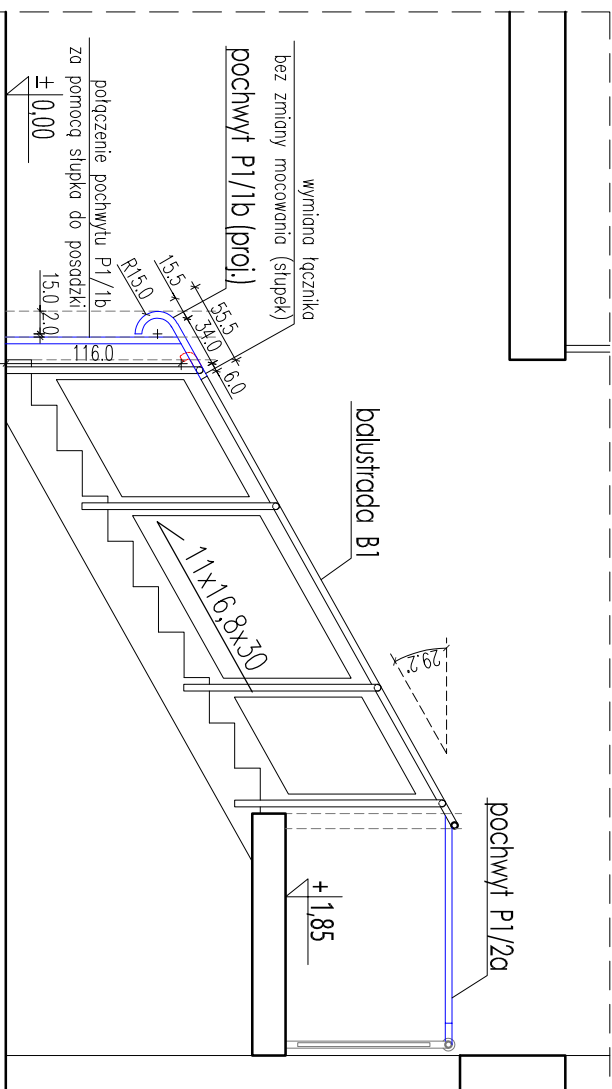 wymiana łącznika
bez zmiany mocowania (słupek)
pochwyt P1/1b (proj.)
balustrada B1
pochwyt P1/2a
55.5
15.5
34.0
6.0
R15.0
29.2°
11x16,8x30
+ 1,85
116.0
połączenie pochwytu P1/1b
za pomocą słupka do posadzki
15.0
2.0
± 0,00